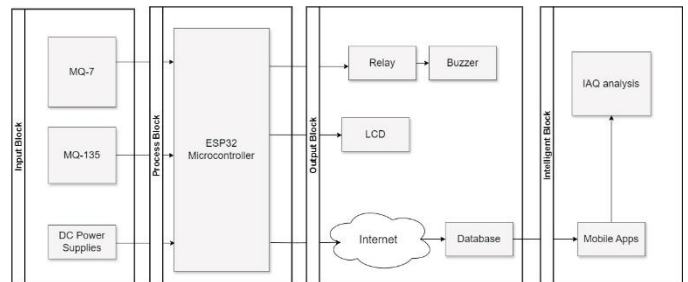 Input Block
MQ-7
MQ-135
DC Power
Supplies
Process Block
ESP32
Microcontroller
Output Block
Relay
Buzzer
LCD
Internet
Database
Intelligent Block
IAQ analysis
Mobile Apps